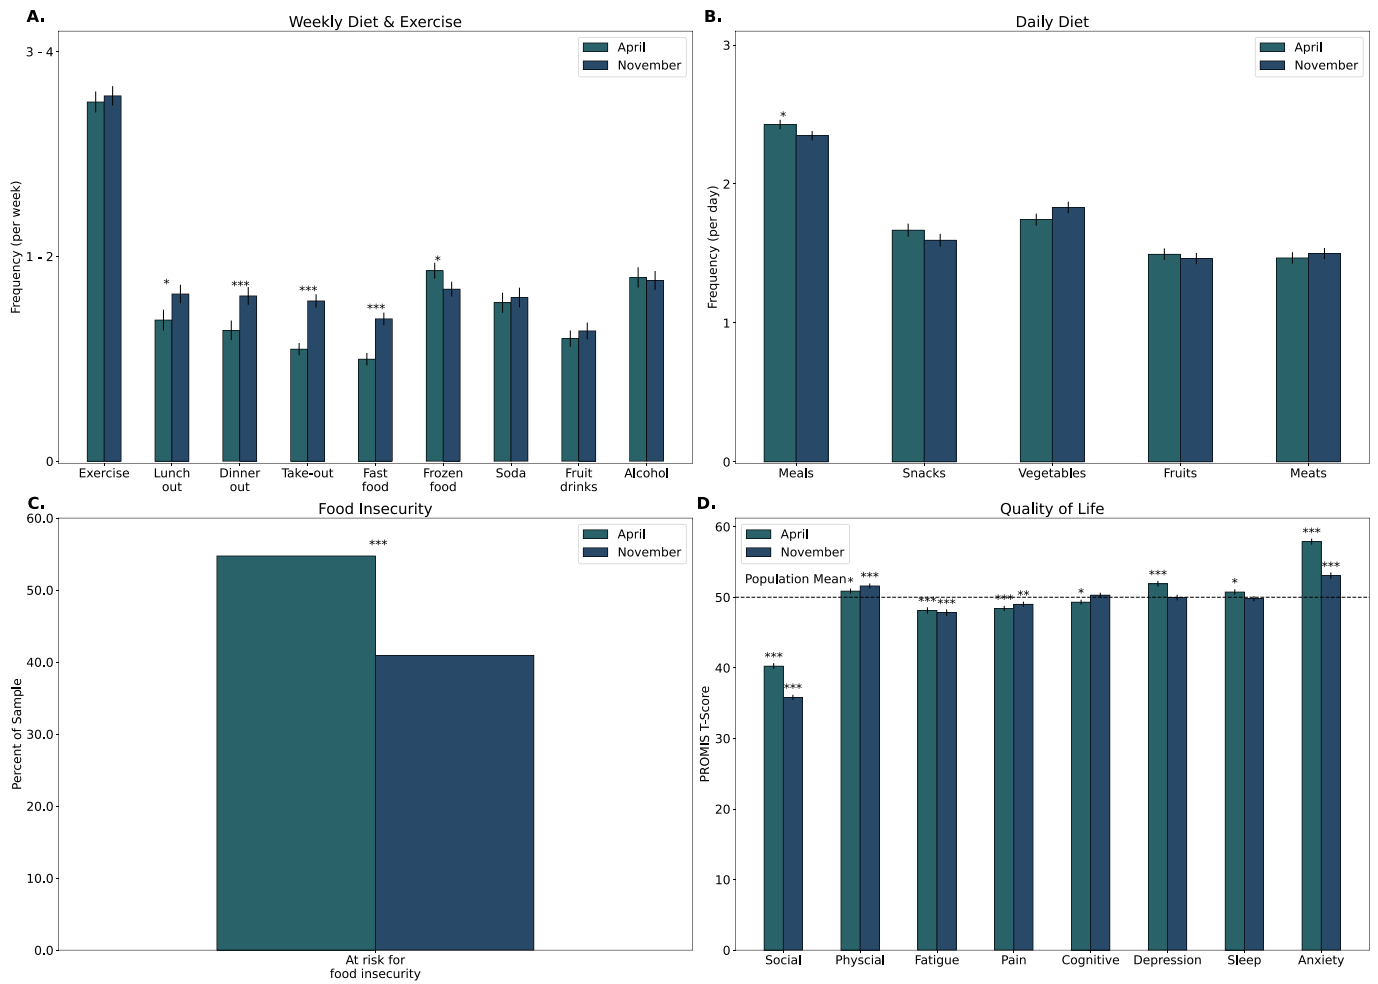 A.
Weekly Diet & Exercise
April
November
Frequency (per week)
3 - 4
1 - 2
0
*
***
***
***
*
Exercise
Lunch out
Dinner out
Take-out
Fast food
Frozen food
Soda
Fruit drinks
Alcohol
B.
Daily Diet
April
November
Frequency (per day)
3
2
1
0
*
Meals
Snacks
Vegetables
Fruits
Meats
C.
Food Insecurity
April
November
Percent of Sample
60.0
50.0
40.0
30.0
20.0
10.0
0.0
***
At risk for
food insecurity
D.
Quality of Life
April
November
Population Mean
PROMIS T-Score
60
50
40
30
20
10
0
***
***
*
***
***
***
***
**
*
***
*
***
***
Social
Physcial
Fatigue
Pain
Cognitive
Depression
Sleep
Anxiety